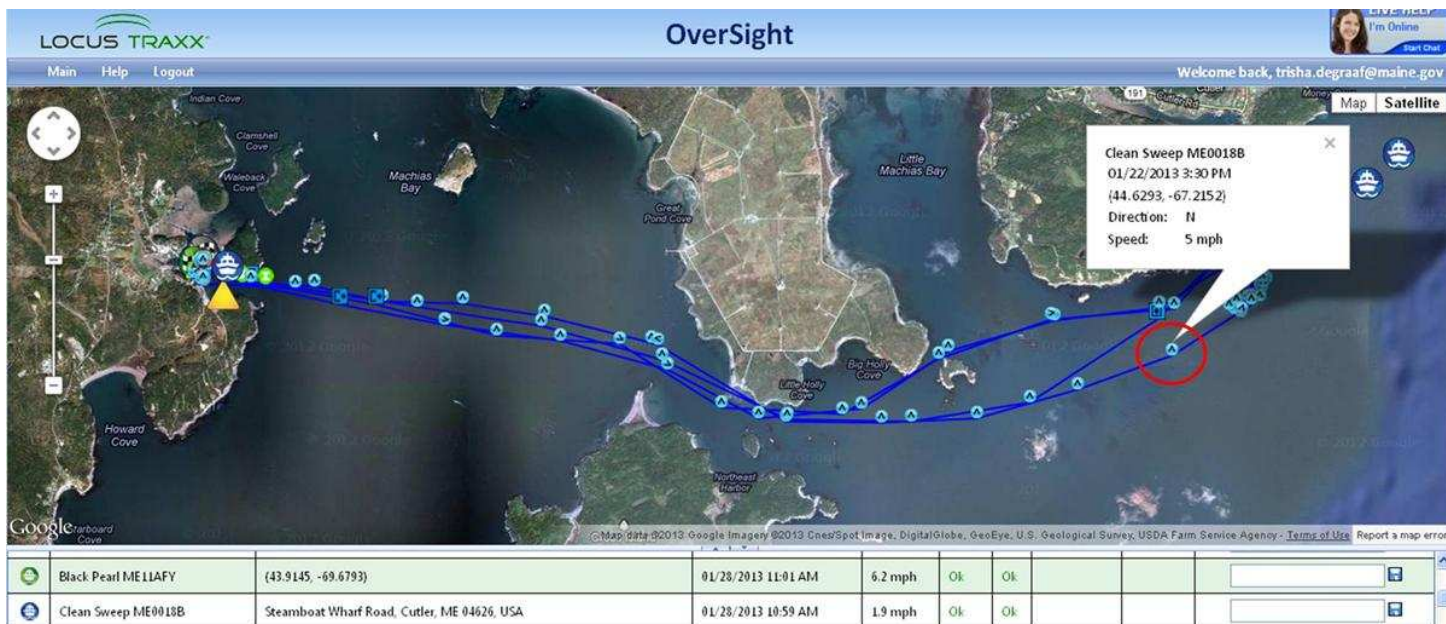 LOCUS TRAXX
OverSight
LIVE HELP
I'm Online
Start Chat
Main Help Logout
Welcome back, trisha.degraaf@maine.gov
Indian Cove
191
Cutler Rd
Cutler
Map Satellite
Clamshell Cove
Waleback Cove
Machias Bay
Little Machias Bay
Great Pond Cove
Clean Sweep ME0018B
01/22/2013 3:30 PM
(44.6293, -67.2152)
Direction: N
Speed: 5 mph
Big Holly Cove
Little Holly Cove
Howard Cove
Northeast Harbor
Google
Starboard Cove
Map data ©2013 Google Imagery ©2013 Cnes/Spot Image, DigitalGlobe, GeoEye, U.S. Geological Survey, USDA Farm Service Agency - Terms of Use Report a map error
Black Pearl ME11AFY (43.9145, -69.6793) 01/28/2013 11:01 AM 6.2 mph Ok Ok
Clean Sweep ME0018B Steamboat Wharf Road, Cutler, ME 04626, USA 01/28/2013 10:59 AM 1.9 mph Ok Ok